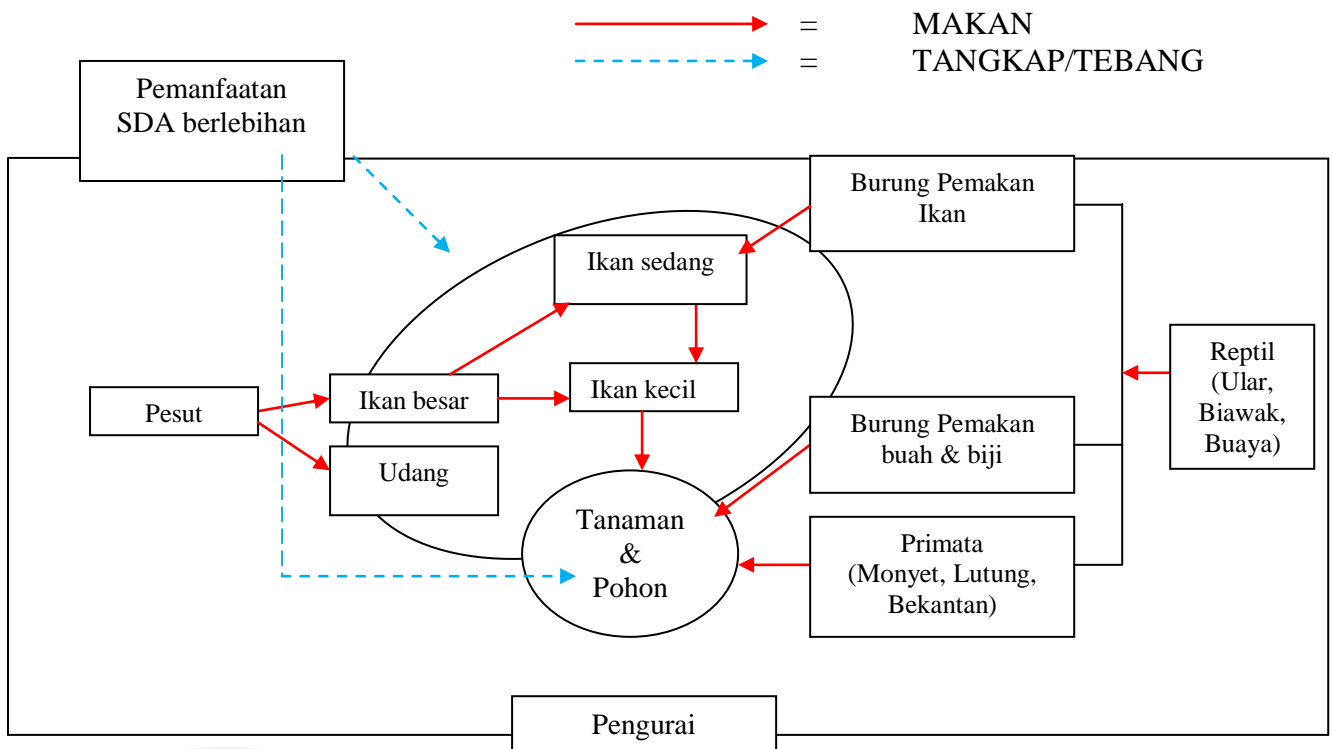 = MAKAN
= TANGKAP/TEBANG
Pemanfaatan
SDA berlebihan
Burung Pemakan
Ikan
Ikan sedang
Reptil
(Ular,
Biawak,
Buaya)
Pesut
Ikan besar
Ikan kecil
Udang
Burung Pemakan
buah & biji
Tanaman
&
Pohon
Primata
(Monyet, Lutung,
Bekantan)
Pengurai